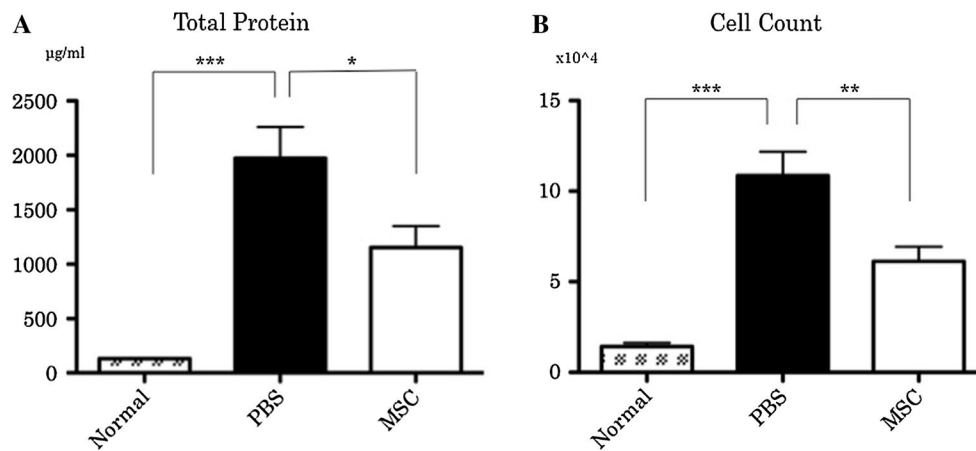 A
Total Protein
µg/ml
***
*
2500
2000
1500
1000
500
0
Normal
PBS
MSC
B
Cell Count
x10^4
***
**
15
10
5
0
Normal
PBS
MSC